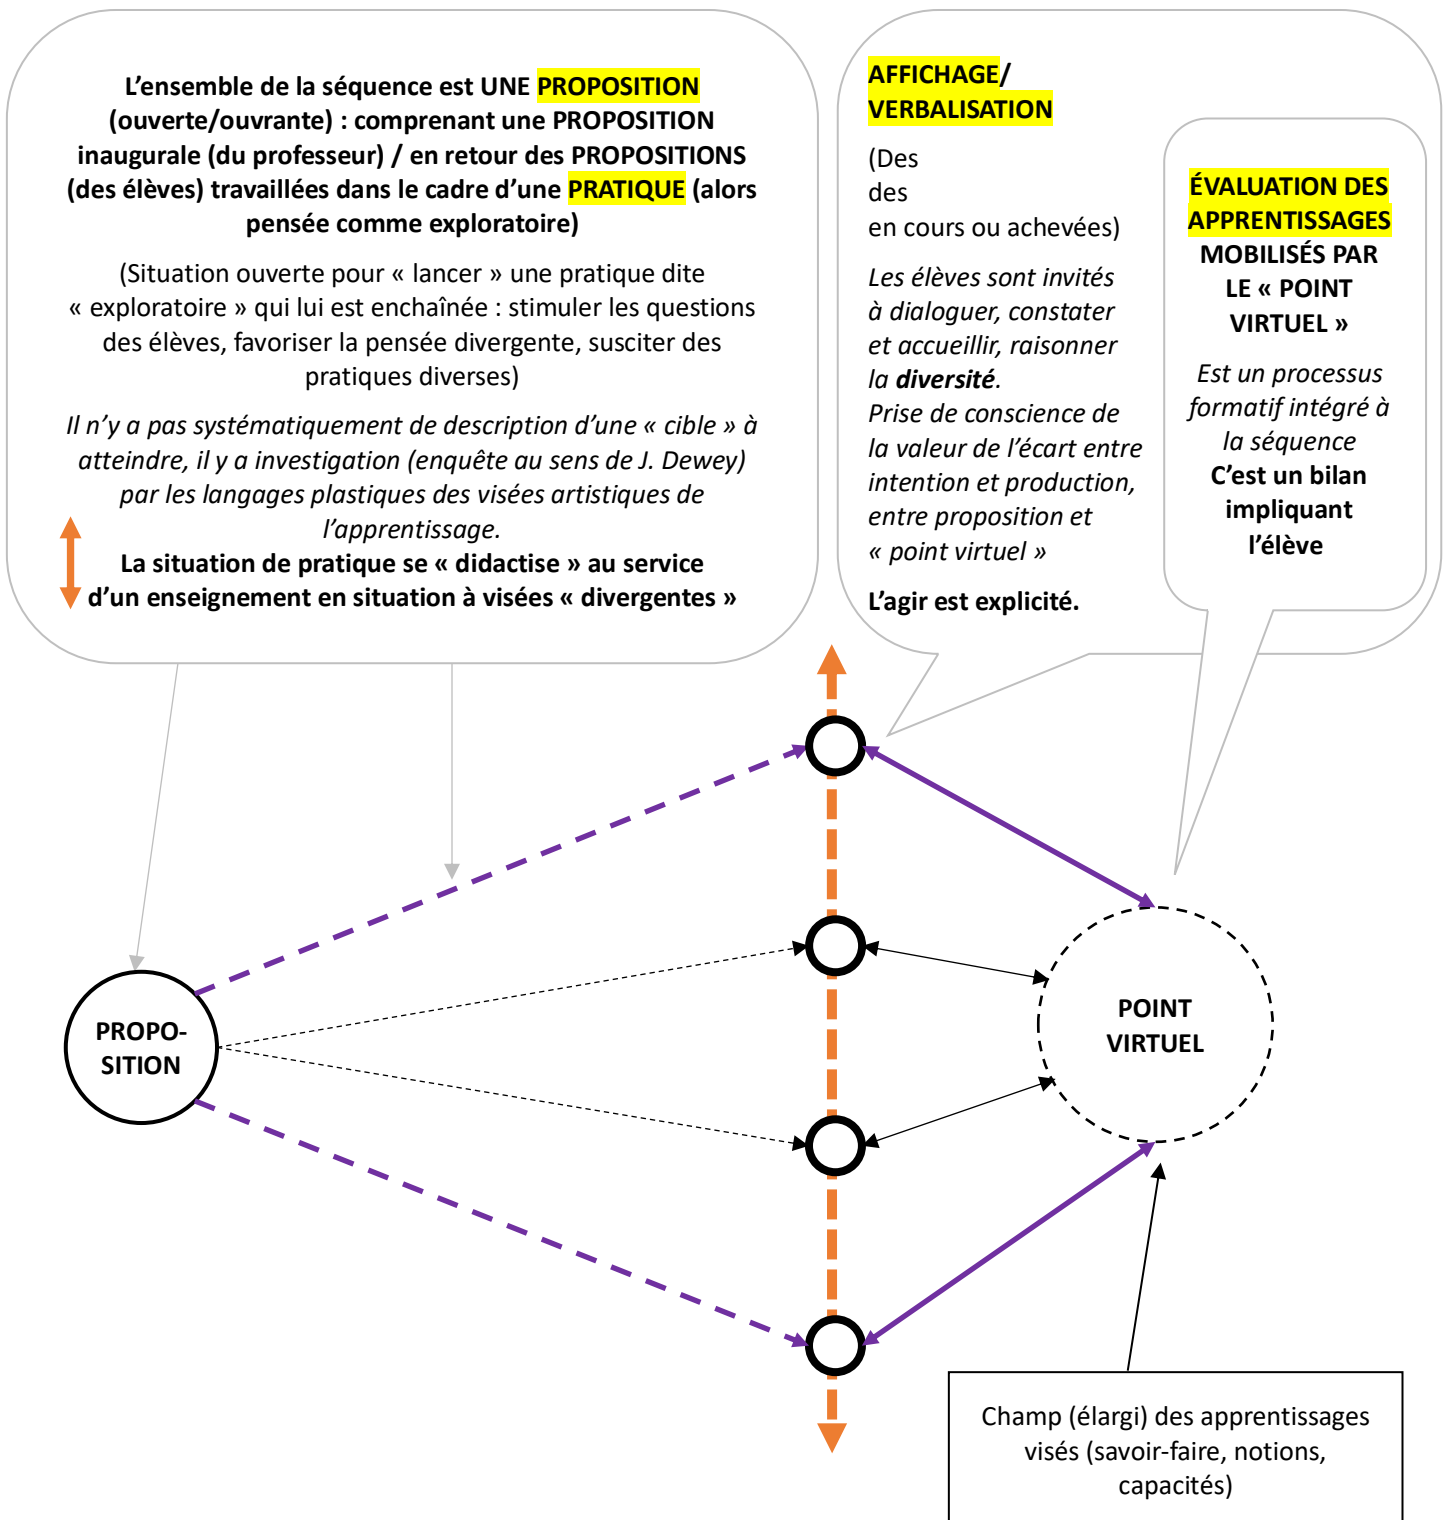 L’ensemble de la séquence est UNE PROPOSITION
(ouverte/ouvrante) : comprenant une PROPOSITION
inaugurale (du professeur) / en retour des PROPOSITIONS
(des élèves) travaillées dans le cadre d’une PRATIQUE (alors
pensée comme exploratoire)
(Situation ouverte pour « lancer » une pratique dite
« exploratoire » qui lui est enchaînée : stimuler les questions
des élèves, favoriser la pensée divergente, susciter des
pratiques diverses)
Il n’y a pas systématiquement de description d’une « cible » à
atteindre, il y a investigation (enquête au sens de J. Dewey)
par les langages plastiques des visées artistiques de
l’apprentissage.
La situation de pratique se « didactise » au service
d’un enseignement en situation à visées « divergentes »
AFFICHAGE/
VERBALISATION
(Des
des
en cours ou achevées)
Les élèves sont invités
à dialoguer, constater
et accueillir, raisonner
la diversité.
Prise de conscience de
la valeur de l’écart entre
intention et production,
entre proposition et
« point virtuel »
L’agir est explicité.
ÉVALUATION DES
APPRENTISSAGES
MOBILISÉS PAR
LE « POINT
VIRTUEL »
Est un processus
formatif intégré à
la séquence
C’est un bilan
impliquant
l’élève
PROPO-
SITION
POINT
VIRTUEL
Champ (élargi) des apprentissages
visés (savoir-faire, notions,
capacités)